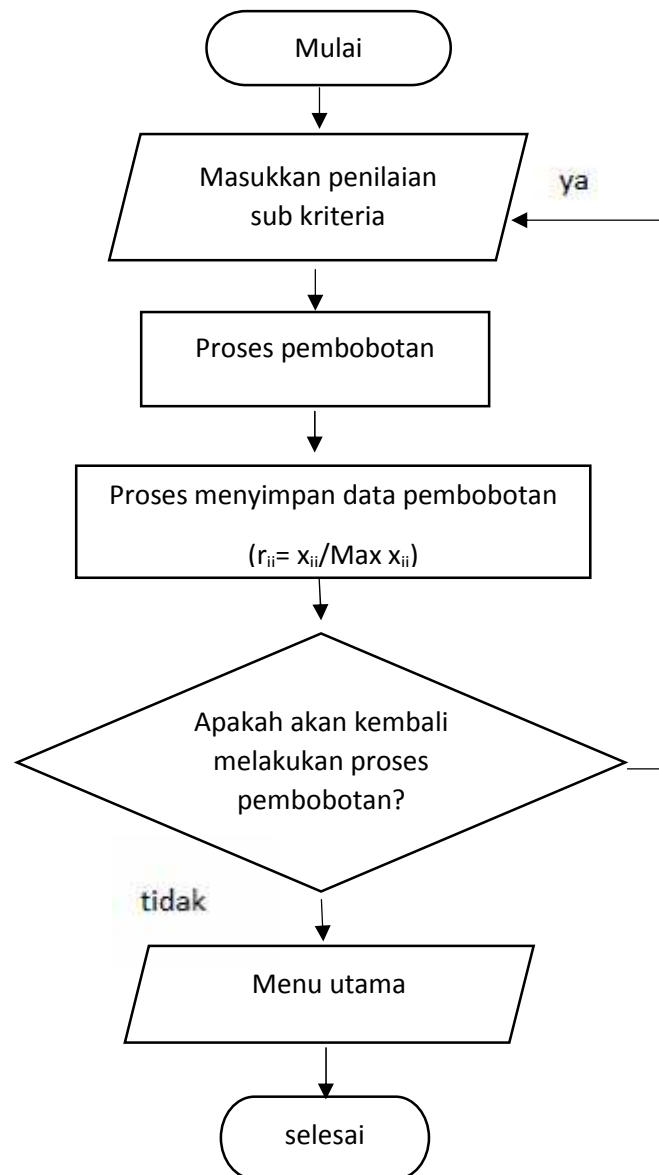 Mulai
Masukkan penilaian
sub kriteria
ya
Proses pembobotan
Proses menyimpan data pembobotan
(rᵢᵢ= xᵢᵢ/Max xᵢᵢ)
Apakah akan kembali
melakukan proses
pembobotan?
tidak
Menu utama
selesai